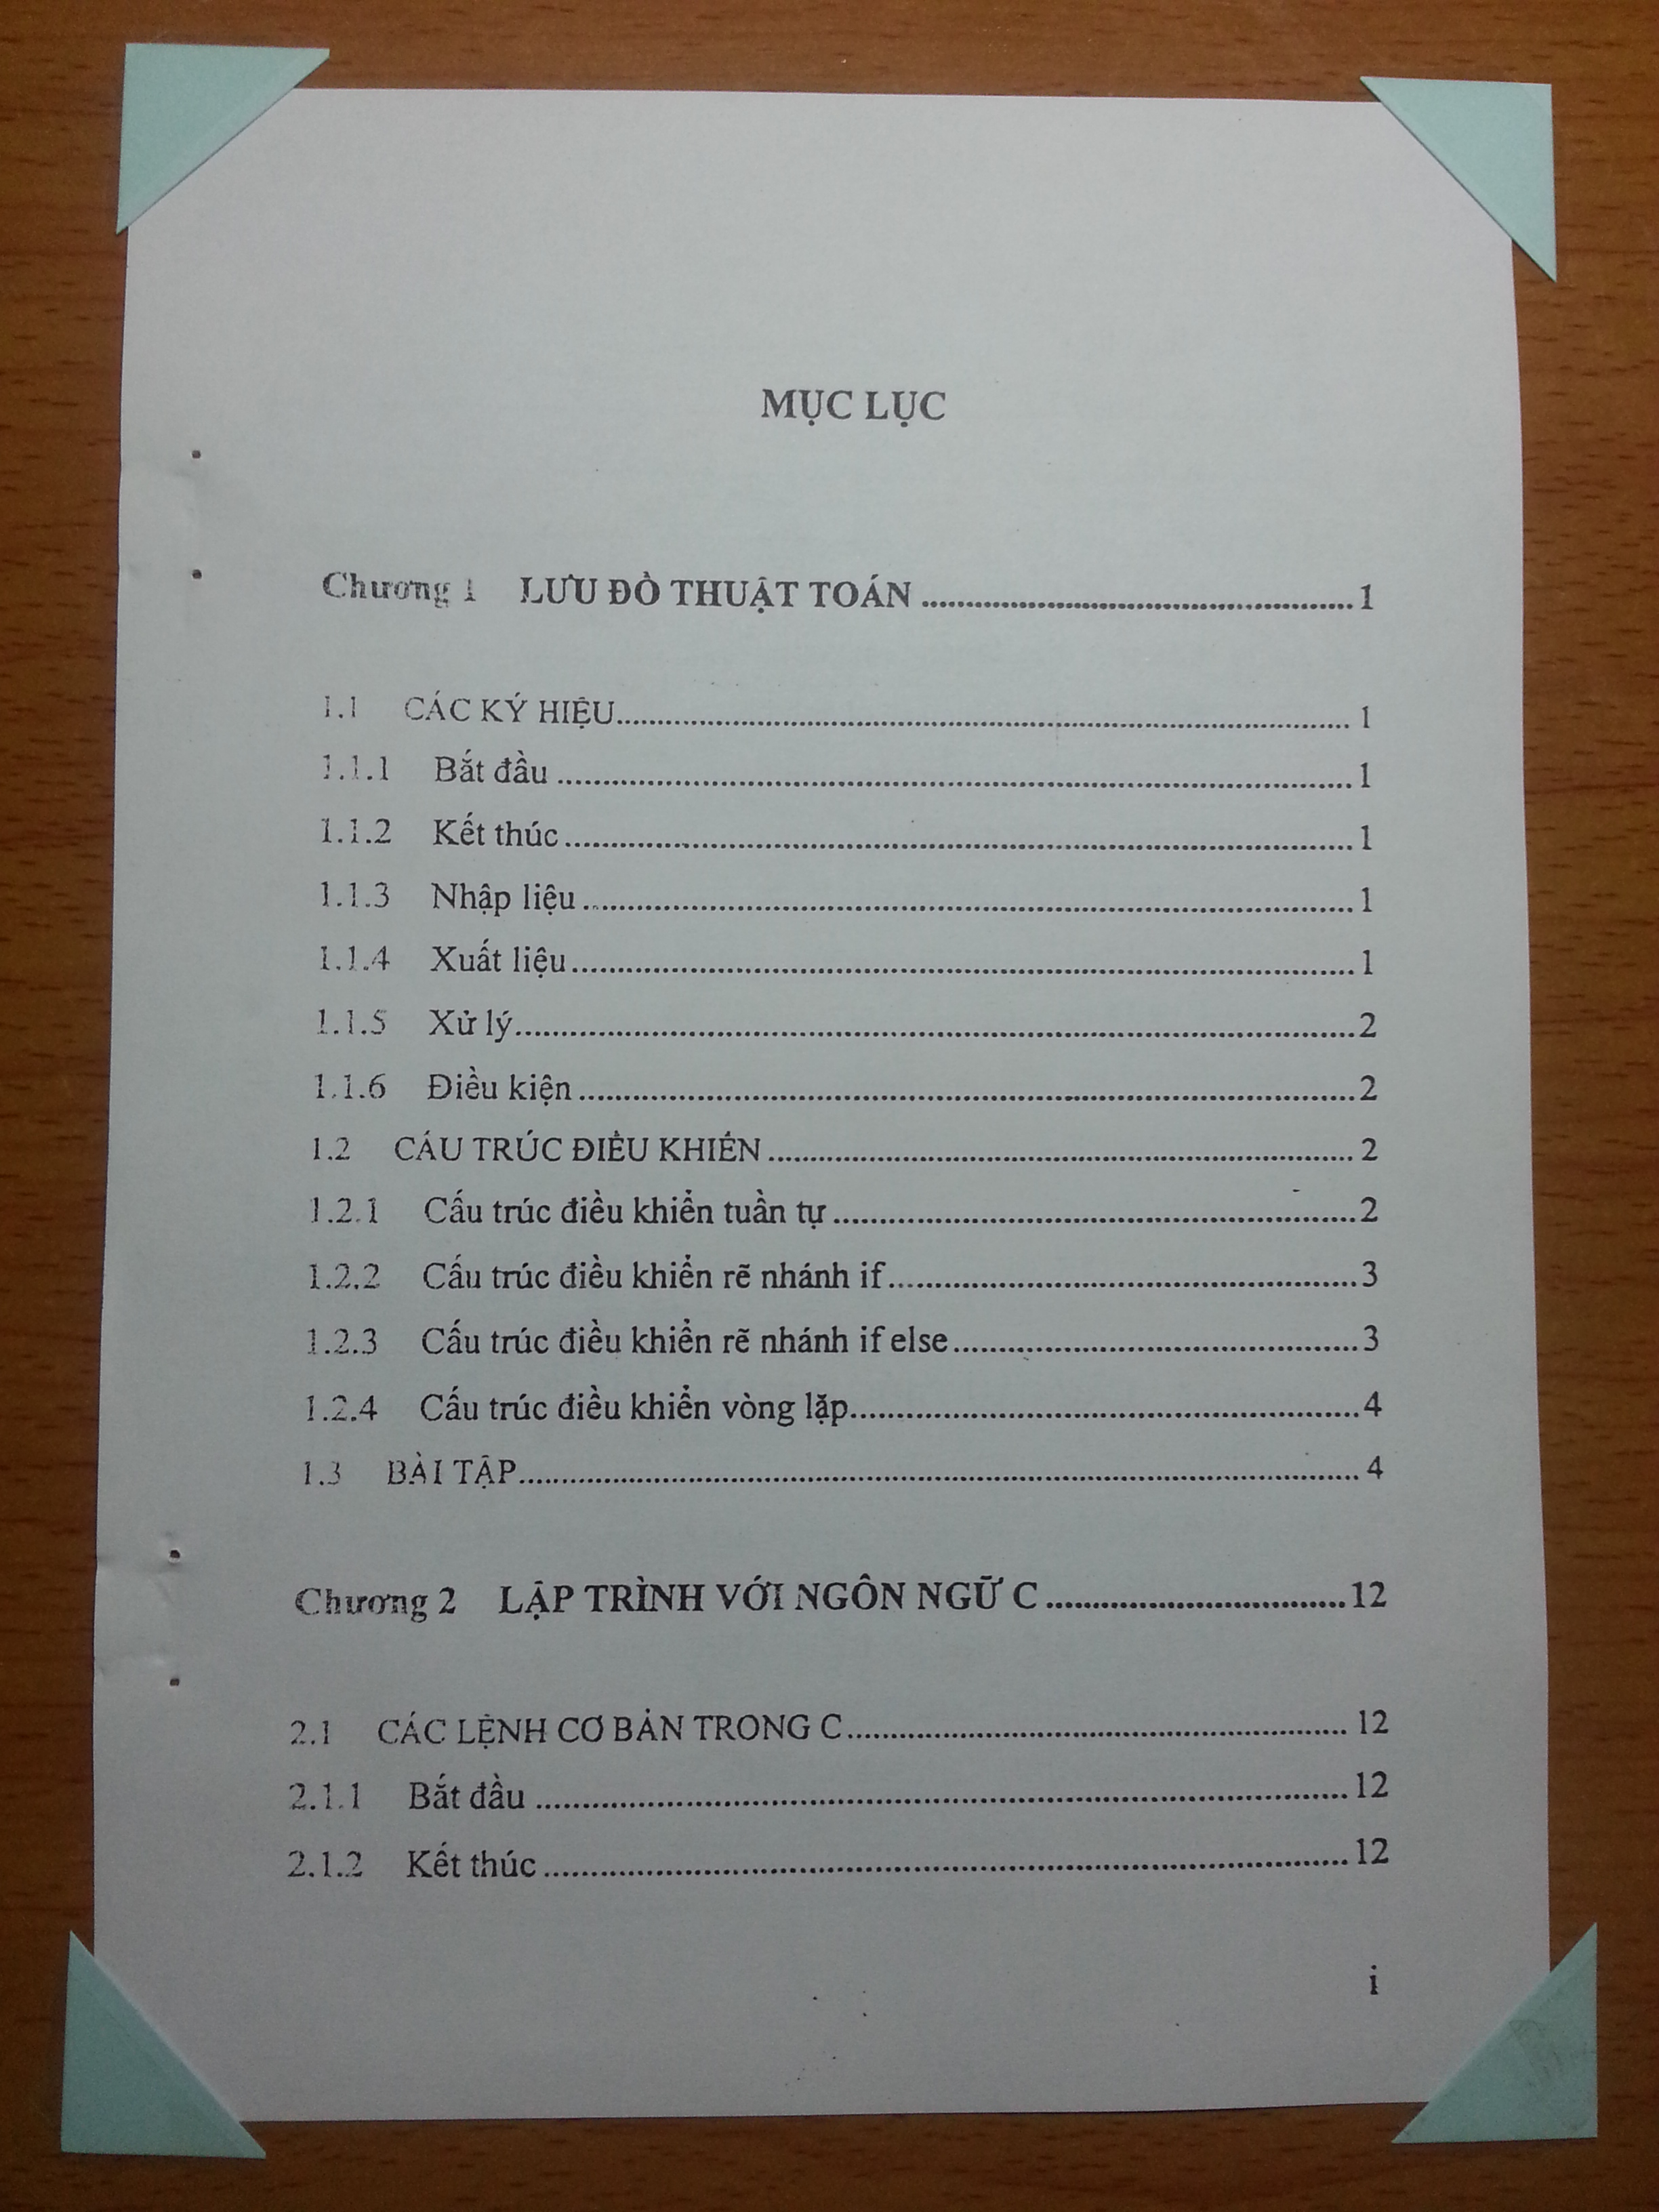 MỤC LỤC
Chương 1 LƯU ĐỒ THUẬT TOÁN ........................................................ 1
1.1 CÁC KÝ HIỆU........................................................ 1
1.1.1 Bắt đầu ........................................................ 1
1.1.2 Kết thúc ........................................................ 1
1.1.3 Nhập liệu ........................................................ 1
1.1.4 Xuất liệu ........................................................ 1
1.1.5 Xử lý ........................................................ 2
1.1.6 Điều kiện ........................................................ 2
1.2 CẤU TRÚC ĐIỀU KHIỂN ........................................................ 2
1.2.1 Cấu trúc điều khiển tuần tự ........................................................ 2
1.2.2 Cấu trúc điều khiển rẽ nhánh if ........................................................ 3
1.2.3 Cấu trúc điều khiển rẽ nhánh if else ........................................................ 3
1.2.4 Cấu trúc điều khiển vòng lặp ........................................................ 4
1.3 BÀI TẬP ........................................................ 4
Chương 2 LẬP TRÌNH VỚI NGÔN NGỮ C ........................................................ 12
2.1 CÁC LỆNH CƠ BẢN TRONG C ........................................................ 12
2.1.1 Bắt đầu ........................................................ 12
2.1.2 Kết thúc ........................................................ 12
i